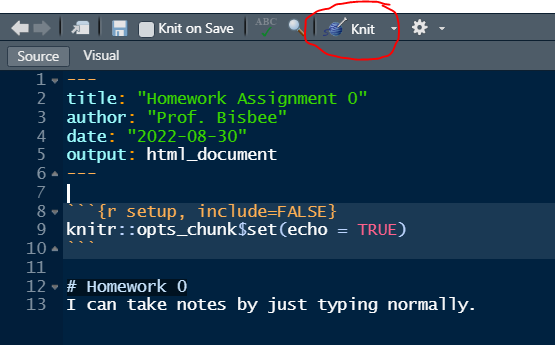 Knit on Save ABC Knit
Source Visual
1 ---
2 title: "Homework Assignment 0"
3 author: "Prof. Bisbee"
4 date: "2022-08-30"
5 output: html_document
6 ---
7
8 ```{r setup, include=FALSE}
9 knitr::opts_chunk$set(echo = TRUE)
10 ```
11
12 # Homework 0
13 I can take notes by just typing normally.